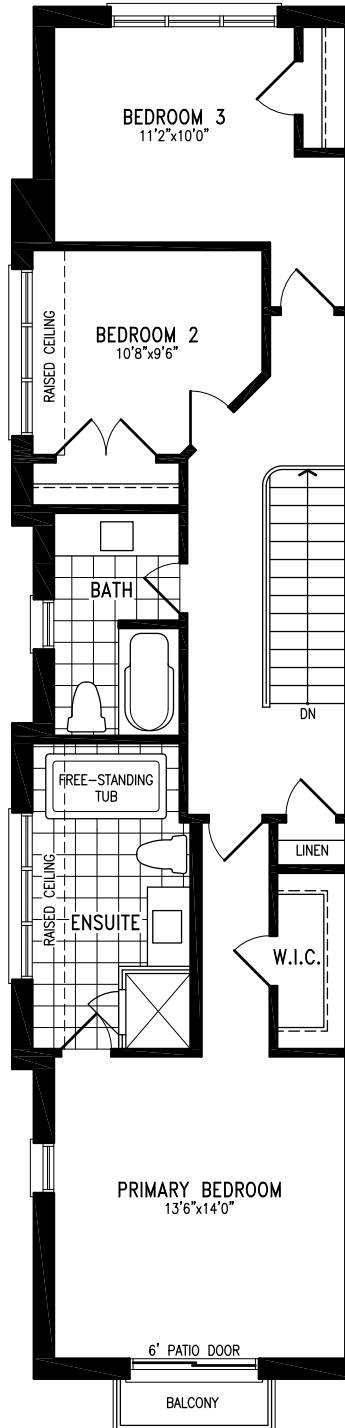 BEDROOM 3
11'2"x10'0"
RAISED CEILING
BEDROOM 2
10'8"x9'6"
BATH
DN
FREE-STANDING
TUB
LINEN
RAISED CEILING
ENSUITE
W.I.C.
PRIMARY BEDROOM
13'6"x14'0"
6' PATIO DOOR
BALCONY